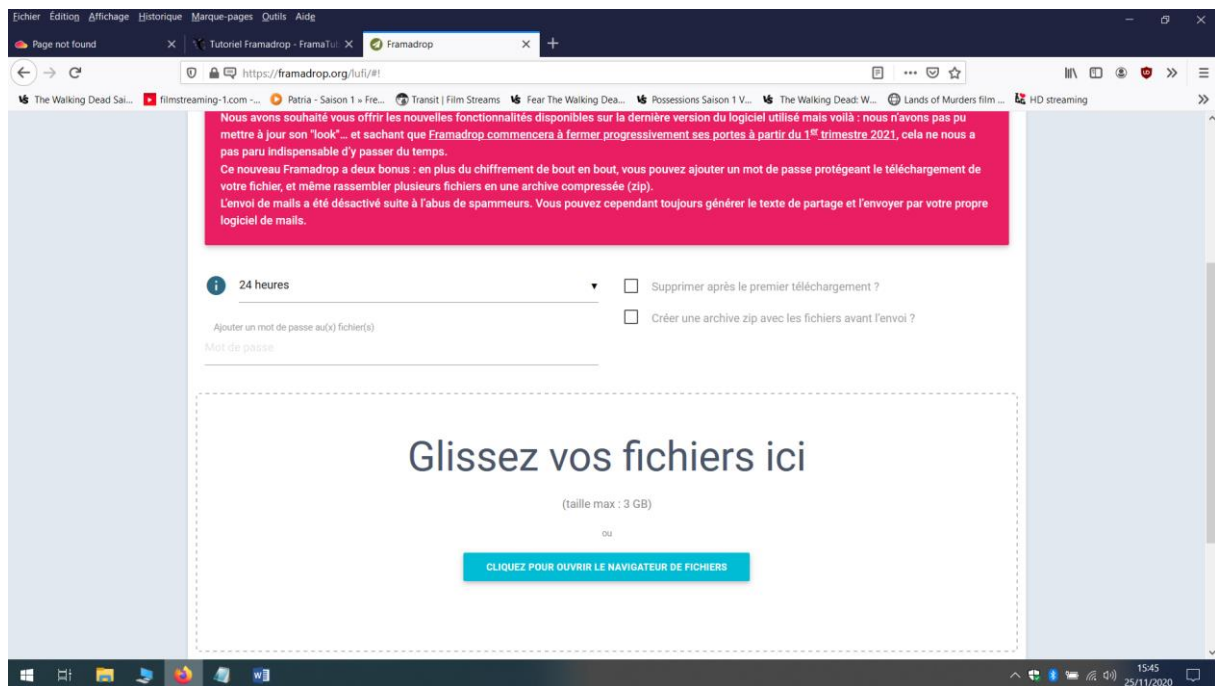 Fichier Édition Affichage Historique Marque-pages Outils Aide
Page not found
Tutoriel Framadrop - FramaTut
Framadrop
https://framadrop.org/lufi/#!
The Walking Dead Sai...
filmstreaming-1.com -...
Patria - Saison 1 » Fre...
Transit | Film Streams
Fear The Walking Dea...
Possessions Saison 1 V...
The Walking Dead: W...
Lands of Murders film ...
HD streaming
Nous avons souhaité vous offrir les nouvelles fonctionnalités disponibles sur la dernière version du logiciel utilisé mais voilà : nous n'avons pas pu
mettre à jour son "look"... et sachant que Framadrop commencera à fermer progressivement ses portes à partir du 1er trimestre 2021, cela ne nous a
pas paru indispensable d'y passer du temps.
Ce nouveau Framadrop a deux bonus : en plus du chiffrement de bout en bout, vous pouvez ajouter un mot de passe protégeant le téléchargement de
votre fichier, et même rassembler plusieurs fichiers en une archive compressée (zip).
L'envoi de mails a été désactivé suite à l'abus de spammeurs. Vous pouvez cependant toujours générer le texte de partage et l'envoyer par votre propre
logiciel de mails.
24 heures
Supprimer après le premier téléchargement ?
Créer une archive zip avec les fichiers avant l'envoi ?
Ajouter un mot de passe au(x) fichier(s)
Mot de passe
Glissez vos fichiers ici
(taille max : 3 GB)
ou
CLIQUEZ POUR OUVRIR LE NAVIGATEUR DE FICHIERS
15:45
25/11/2020